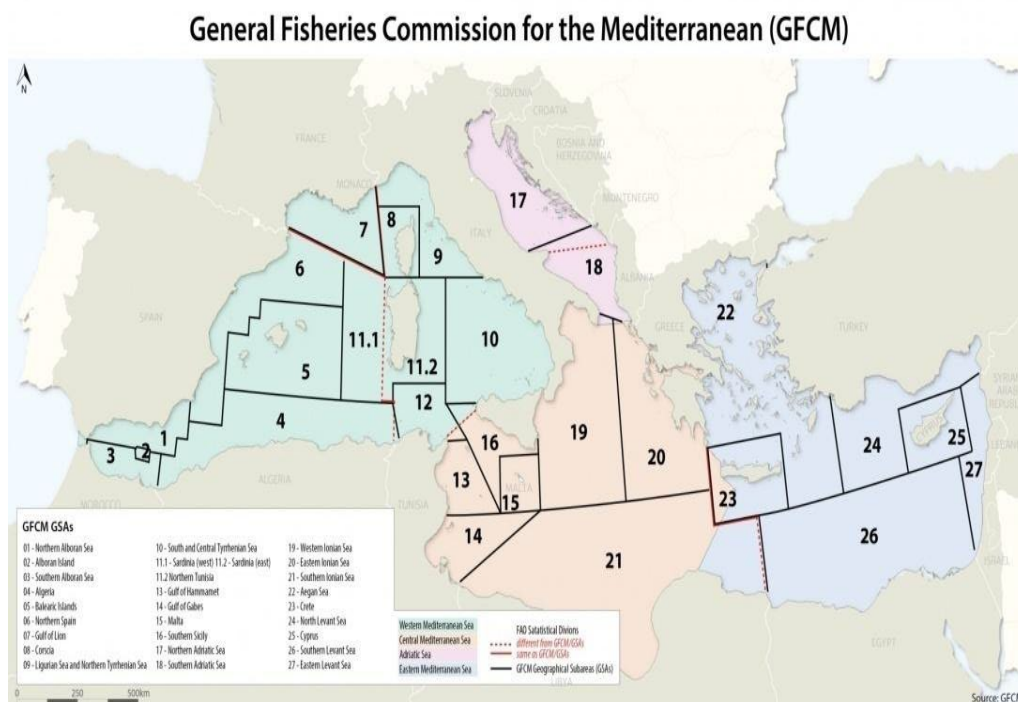 General Fisheries Commission for the Mediterranean (GFCM)
N
SLOVENIA
CROATIA
FRANCE
BOSNIA AND
HERZEGOVINA
MONACO
MONTENEGRO
17
8
7
ITALY
9
6
18
ALBANIA
SPAIN
22
GREECE
TURKEY
11.1
10
5
11.2
SYRIAN
ARAB
REPUBLIC
12
4
19
CYPRUS
1
16
24
25
LEBANON
2
3
20
27
13
MALTA
ALGERIA
15
23
MOROCCO
TUNISIA
14
26
21
ISRAEL
EGYPT
LIBYA
GFCM GSAs
01 - Northern Alboran Sea
02 - Alboran Island
03 - Southern Alboran Sea
04 - Algeria
05 - Balearic Islands
06 - Northern Spain
07 - Gulf of Lion
08 - Corscia
09 - Ligurian Sea and Northern Tyrrhenian Sea
10 - South and Central Tyrrhenian Sea
11.1 - Sardinia (west) 11.2 - Sardinia (east)
11.2 Northern Tunisia
13 - Gulf of Hammamet
14 - Gulf of Gabes
15 - Malta
16 - Southern Sicily
17 - Northern Adriatic Sea
18 - Southern Adriatic Sea
19 - Western Ionian Sea
20 - Eastern Ionian Sea
21 - Southern Ionian Sea
22 - Aegean Sea
23 - Crete
24 - North Levant Sea
25 - Cyprus
26 - Southern Levant Sea
27 - Eastern Levant Sea
Western Mediterranean Sea
Central Mediterranean Sea
Adriatic Sea
Eastern Mediterranean Sea
FAO Satatistical Divions
different from GFCM/GSAs
same as GFCM/GSAs
GFCM Geographical Subareas (GSAs)
0 250 500km
Source: GFCM